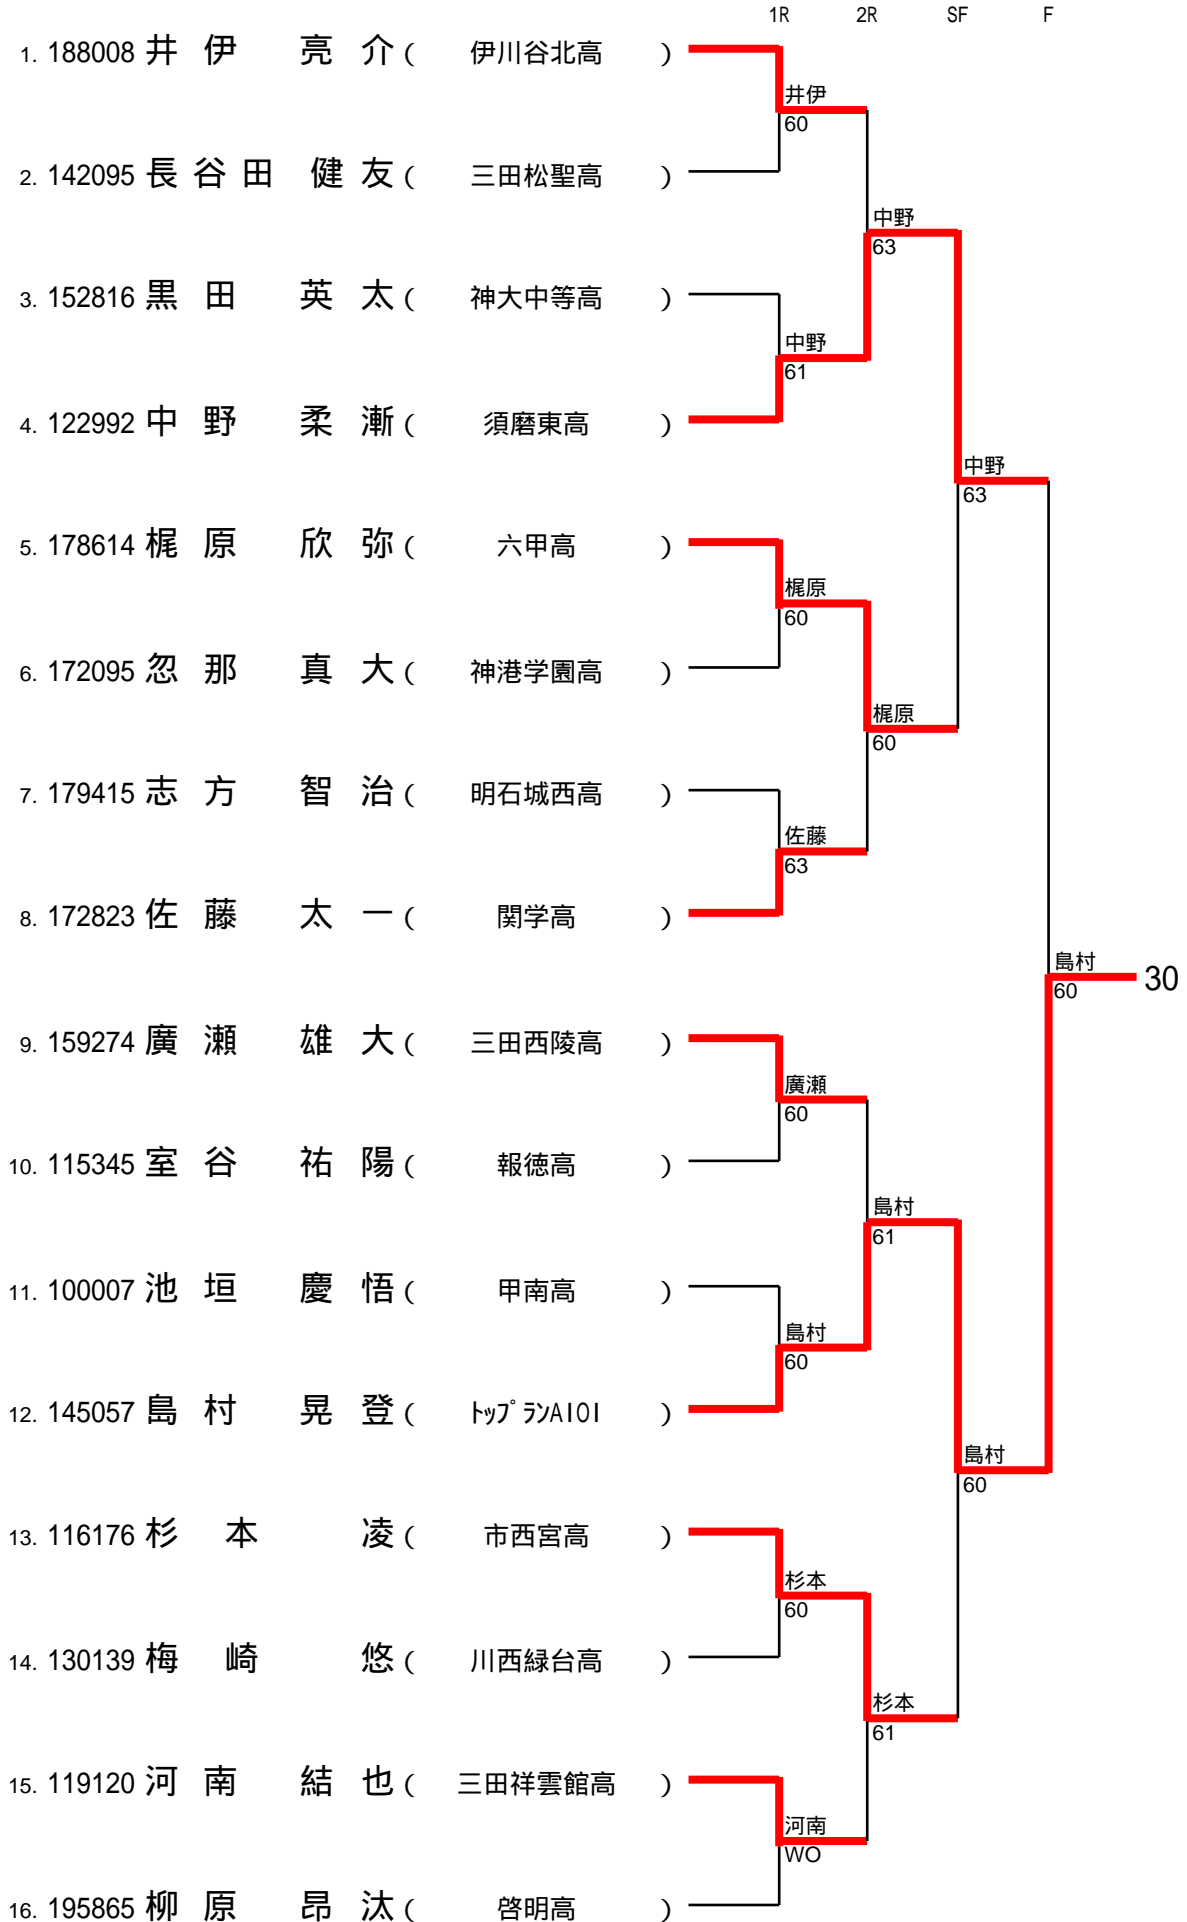 1R 2R SF F
1. 188008 井 伊 亮 介 ( 伊川谷北高 )
井伊
60
2. 142095 長 谷 田 健 友 ( 三田松聖高 )
中野
63
3. 152816 黒 田 英 太 ( 神大中等高 )
中野
61
4. 122992 中 野 柔 漸 ( 須磨東高 )
中野
63
5. 178614 梶 原 欣 弥 ( 六甲高 )
梶原
60
6. 172095 忽 那 真 大 ( 神港学園高 )
梶原
60
7. 179415 志 方 智 治 ( 明石城西高 )
佐藤
63
8. 172823 佐 藤 太 一 ( 関学高 )
島村
60 30
9. 159274 廣 瀬 雄 大 ( 三田西陵高 )
廣瀬
60
10. 115345 室 谷 祐 陽 ( 報徳高 )
島村
61
11. 100007 池 垣 慶 悟 ( 甲南高 )
島村
60
12. 145057 島 村 晃 登 ( ﾄｯﾌﾟﾗﾝAIOI )
島村
60
13. 116176 杉 本 凌 ( 市西宮高 )
杉本
60
14. 130139 梅 崎 悠 ( 川西緑台高 )
杉本
61
15. 119120 河 南 結 也 ( 三田祥雲館高 )
河南
WO
16. 195865 柳 原 昂 汰 ( 啓明高 )